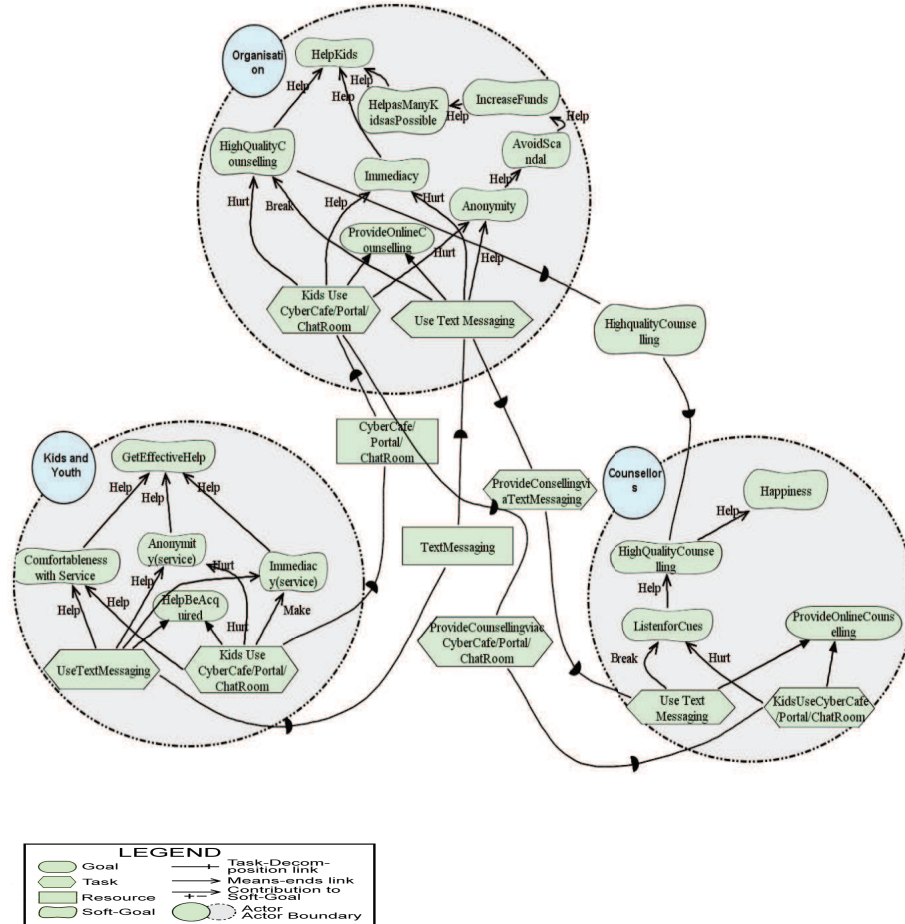 Organisati
on
HelpKids
Help
Help
Help
HelpasManyK
idsasPossible
Help
IncreaseFunds
Help
HighQualityC
ounselling
AvoidSca
ndal
Immediacy
Help
Hurt
Break
Help
Hurt
Anonymity
ProvideOnlineC
ounselling
Hurt
Help
Kids Use
CyberCafe/Portal/
ChatRoom
Use Text Messaging
HighqualityCounse
lling
CyberCafe/
Portal/
ChatRoom
Kids and
Youth
GetEffectiveHelp
Help
Help
Help
ProvideConsellingvi
aTextMessaging
Counsellor
s
Happiness
Help
Comfortableness
with Service
Anonymit
y(service)
Hurt
Immediac
y(service)
TextMessaging
HighQualityCounse
lling
Help
Help
Help
Help
HelpBeAcq
uired
Hurt
Make
ProvideCounsellingviac
CyberCafe/Portal/
ChatRoom
ListenforCues
ProvideOnlineCouns
elling
Break
Hurt
UseTextMessaging
Kids Use
CyberCafe/Portal/
ChatRoom
Use Text
Messaging
KidsUseCyberCafe
/Portal/ChatRoom
LEGEND
Goal
Task-Decom-
position link
Task
Means-ends link
Resource
Contribution to
Soft-Goal
+-
Soft-Goal
Actor
Actor Boundary